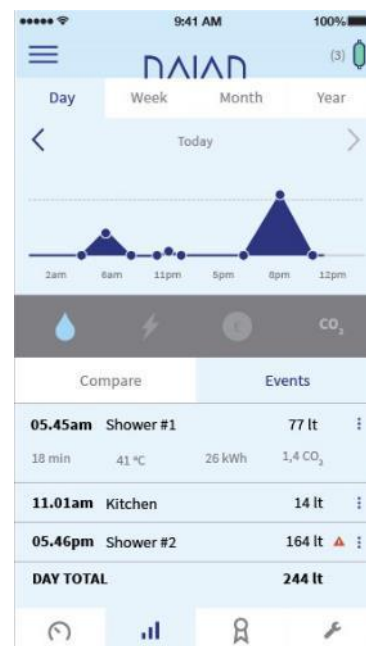 9:41 AM 100%
NAIAD
(3)
Day Week Month Year
Today
2am 6am 11pm 5pm 8pm 12pm
€ CO₂
Compare Events
05.45am Shower #1 77 lt
18 min 41 °C 26 kWh 1,4 CO₂
11.01am Kitchen 14 lt
05.46pm Shower #2 164 lt
DAY TOTAL 244 lt